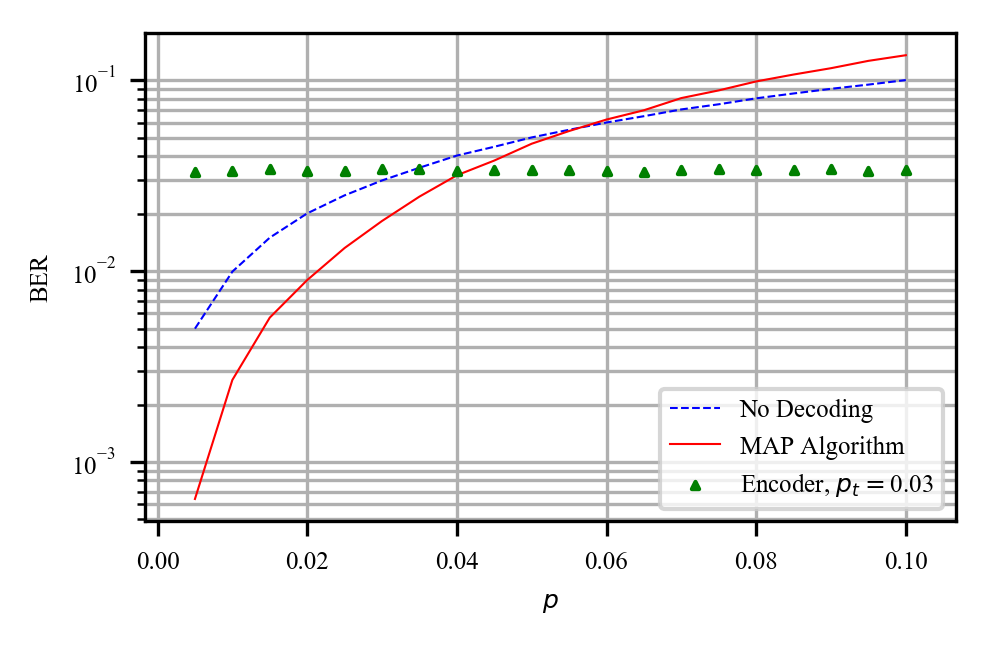 BER
10⁻¹
10⁻²
10⁻³
No Decoding
MAP Algorithm
Encoder, pₜ = 0.03
0.00 0.02 0.04 0.06 0.08 0.10
p